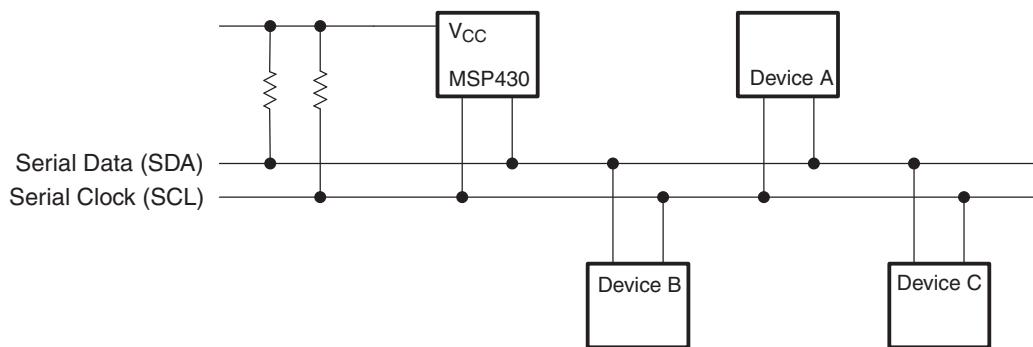 VCC
MSP430
Device A
Serial Data (SDA)
Serial Clock (SCL)
Device B
Device C